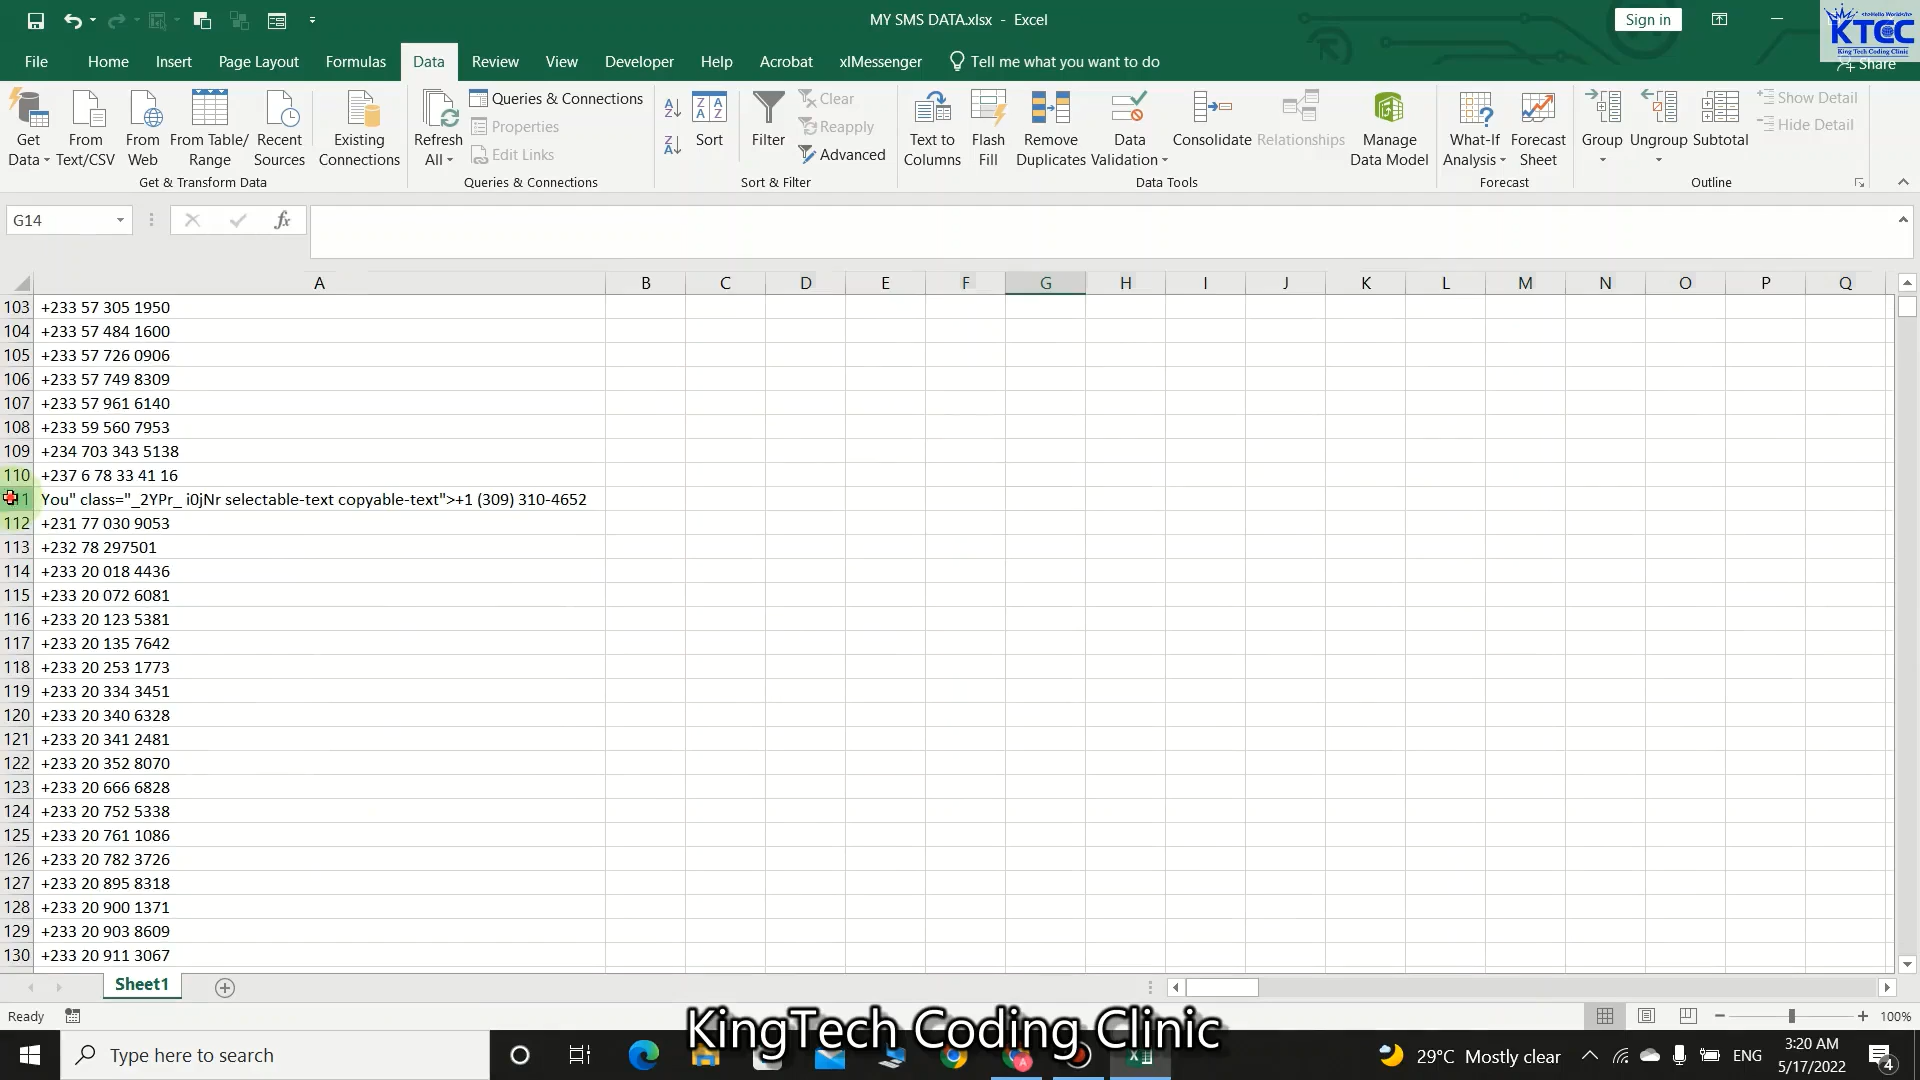 MY SMS DATA.xlsx - Excel
Sign in
KTCC
King Tech Coding Clinic
File Home Insert Page Layout Formulas Data Review View Developer Help Acrobat xlMessenger Tell me what you want to do
Share
Get Data
From Text/CSV
From Web
From Table/ Range
Recent Sources
Existing Connections
Get & Transform Data
Refresh All
Queries & Connections
Properties
Edit Links
Queries & Connections
Sort
Filter
Clear
Reapply
Advanced
Sort & Filter
Text to Columns
Flash Fill
Remove Duplicates
Data Validation
Consolidate
Relationships
Manage Data Model
Data Tools
What-If Analysis
Forecast Sheet
Forecast
Group
Ungroup
Subtotal
Show Detail
Hide Detail
Outline
G14
fx
A B C D E F G H I J K L M N O P Q
103 +233 57 305 1950
104 +233 57 484 1600
105 +233 57 726 0906
106 +233 57 749 8309
107 +233 57 961 6140
108 +233 59 560 7953
109 +234 703 343 5138
110 +237 6 78 33 41 16
You" class="_2YPr_ i0jNr selectable-text copyable-text">+1 (309) 310-4652
112 +231 77 030 9053
113 +232 78 297501
114 +233 20 018 4436
115 +233 20 072 6081
116 +233 20 123 5381
117 +233 20 135 7642
118 +233 20 253 1773
119 +233 20 334 3451
120 +233 20 340 6328
121 +233 20 341 2481
122 +233 20 352 8070
123 +233 20 666 6828
124 +233 20 752 5338
125 +233 20 761 1086
126 +233 20 782 3726
127 +233 20 895 8318
128 +233 20 900 1371
129 +233 20 903 8609
130 +233 20 911 3067
Sheet1
Ready
100%
KingTech Coding Clinic
Type here to search
29°C Mostly clear
ENG
3:20 AM
5/17/2022
4